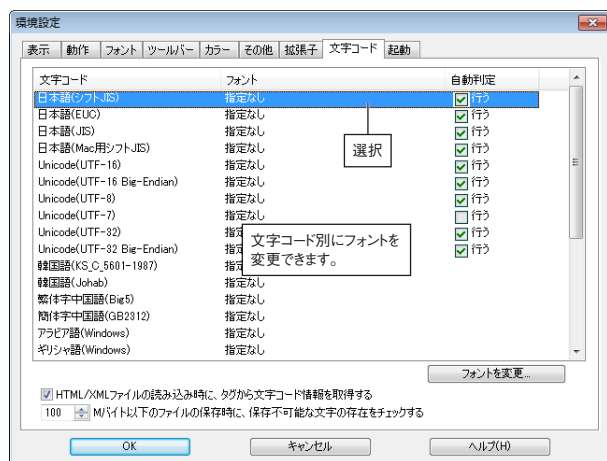 環境設定
表示 動作 フォント ツールバー カラー その他 拡張子 文字コード 起動
文字コード フォント 自動判定
日本語(シフトJIS) 指定なし 行う
日本語(EUC) 指定なし 行う
日本語(JIS) 指定なし 行う
日本語(Mac用シフトJIS) 指定なし 行う
選択
Unicode(UTF-16) 指定なし 行う
Unicode(UTF-16 Big-Endian) 指定なし 行う
Unicode(UTF-8) 指定なし 行う
Unicode(UTF-7) 指定なし 行う
Unicode(UTF-32) 指定なし 行う
Unicode(UTF-32 Big-Endian) 指定 行う
文字コード別にフォントを
変更できます。
韓国語(KS_C_5601-1987) 指定
韓国語(Johab) 指定なし
繁体字中国語(Big5) 指定なし
簡体字中国語(GB2312) 指定なし
アラビア語(Windows) 指定なし
ギリシャ語(Windows) 指定なし
フォントを変更...
HTML/XMLファイルの読み込み時に、タグから文字コード情報を取得する
100 Mバイト以下のファイルの保存時に、保存不可能な文字の存在をチェックする
OK キャンセル ヘルプ(H)